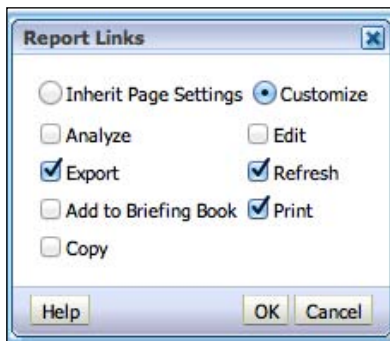 Report Links
Inherit Page Settings Customize
Analyze Edit
Export Refresh
Add to Briefing Book Print
Copy
Help OK Cancel